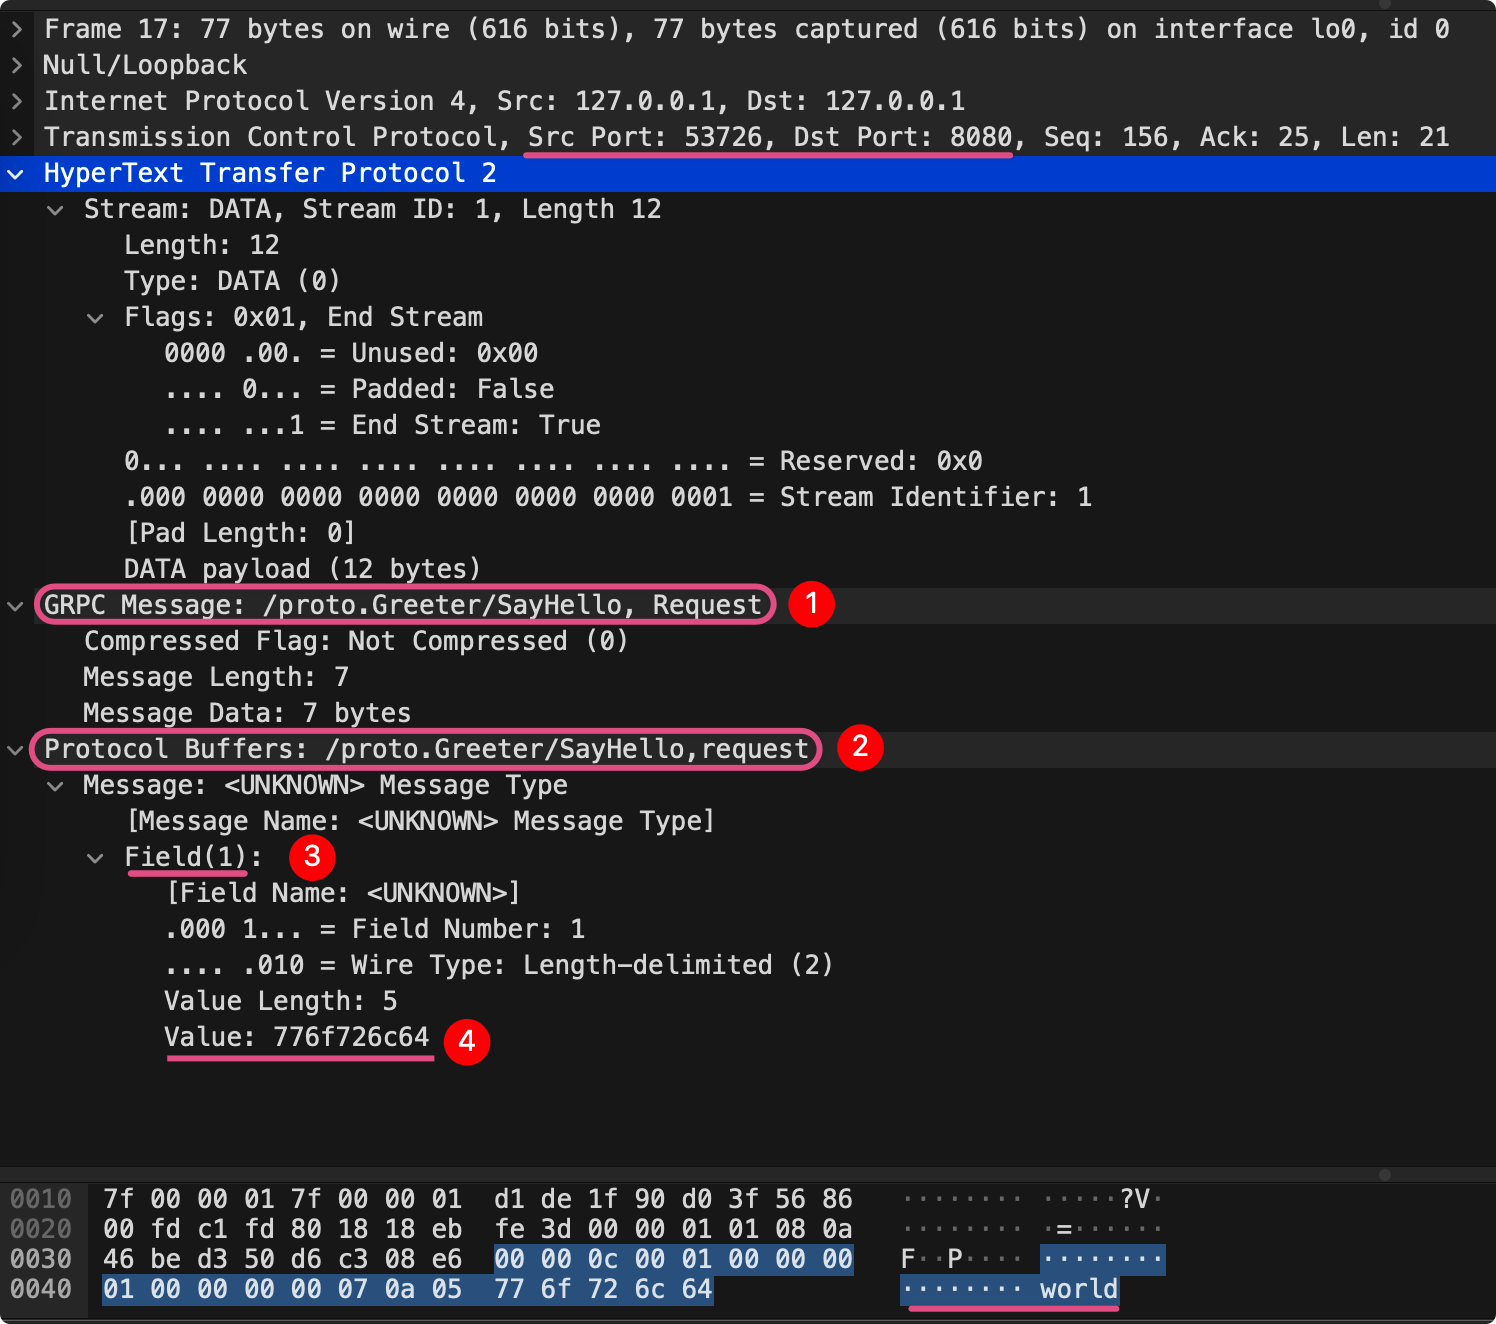 Frame 17: 77 bytes on wire (616 bits), 77 bytes captured (616 bits) on interface lo0, id 0
Null/Loopback
Internet Protocol Version 4, Src: 127.0.0.1, Dst: 127.0.0.1
Transmission Control Protocol, Src Port: 53726, Dst Port: 8080, Seq: 156, Ack: 25, Len: 21
HyperText Transfer Protocol 2
Stream: DATA, Stream ID: 1, Length 12
Length: 12
Type: DATA (0)
Flags: 0x01, End Stream
0000 .00. = Unused: 0x00
.... 0... = Padded: False
.... ...1 = End Stream: True
0... .... .... .... .... .... .... .... = Reserved: 0x0
.000 0000 0000 0000 0000 0000 0000 0001 = Stream Identifier: 1
[Pad Length: 0]
DATA payload (12 bytes)
GRPC Message: /proto.Greeter/SayHello, Request 1
Compressed Flag: Not Compressed (0)
Message Length: 7
Message Data: 7 bytes
Protocol Buffers: /proto.Greeter/SayHello,request 2
Message: <UNKNOWN> Message Type
[Message Name: <UNKNOWN> Message Type]
Field(1): 3
[Field Name: <UNKNOWN>]
.000 1... = Field Number: 1
.... .010 = Wire Type: Length-delimited (2)
Value Length: 5
Value: 776f726c64 4
0010 7f 00 00 01 7f 00 00 01 d1 de 1f 90 d0 3f 56 86 ········ ·····?V·
0020 00 fd c1 fd 80 18 18 eb fe 3d 00 00 01 01 08 0a ········ ·=······
0030 46 be d3 50 d6 c3 08 e6 00 00 0c 00 01 00 00 00 F··P···· ········
0040 01 00 00 00 00 07 0a 05 77 6f 72 6c 64 ········ world